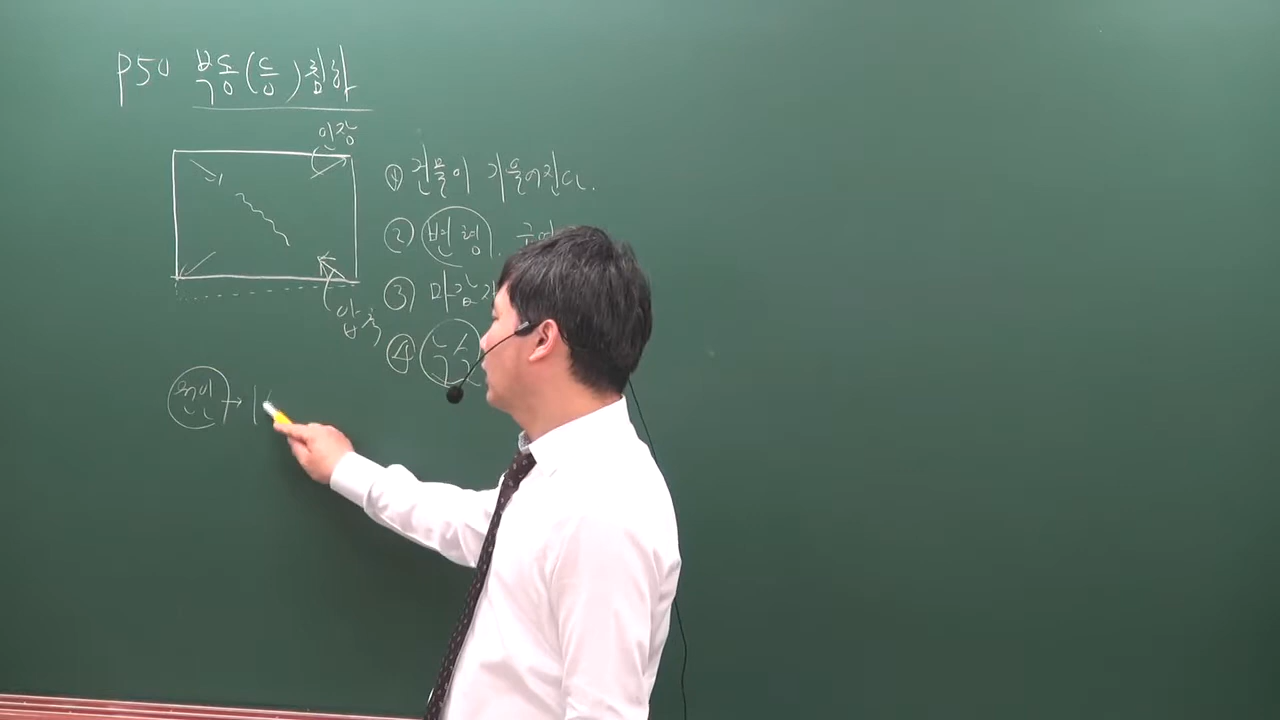 P50 부동(등)침하
인장
① 건물이 기울어진다.
② 변형.
③ 마감
압축
④ 누수
원인 →